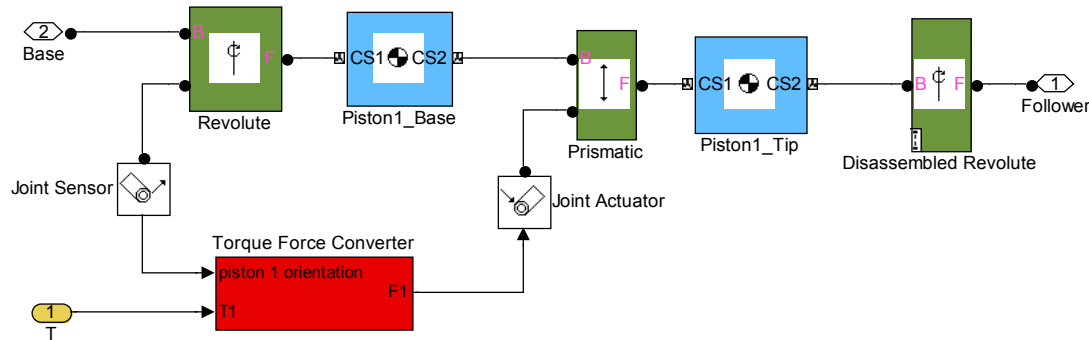 2
Base
B
F
Revolute
CS1
CS2
Piston1_Base
B
F
Prismatic
CS1
CS2
Piston1_Tip
B
F
Disassembled Revolute
1
Follower
Joint Sensor
Joint Actuator
Torque Force Converter
piston 1 orientation
F1
T1
1
T